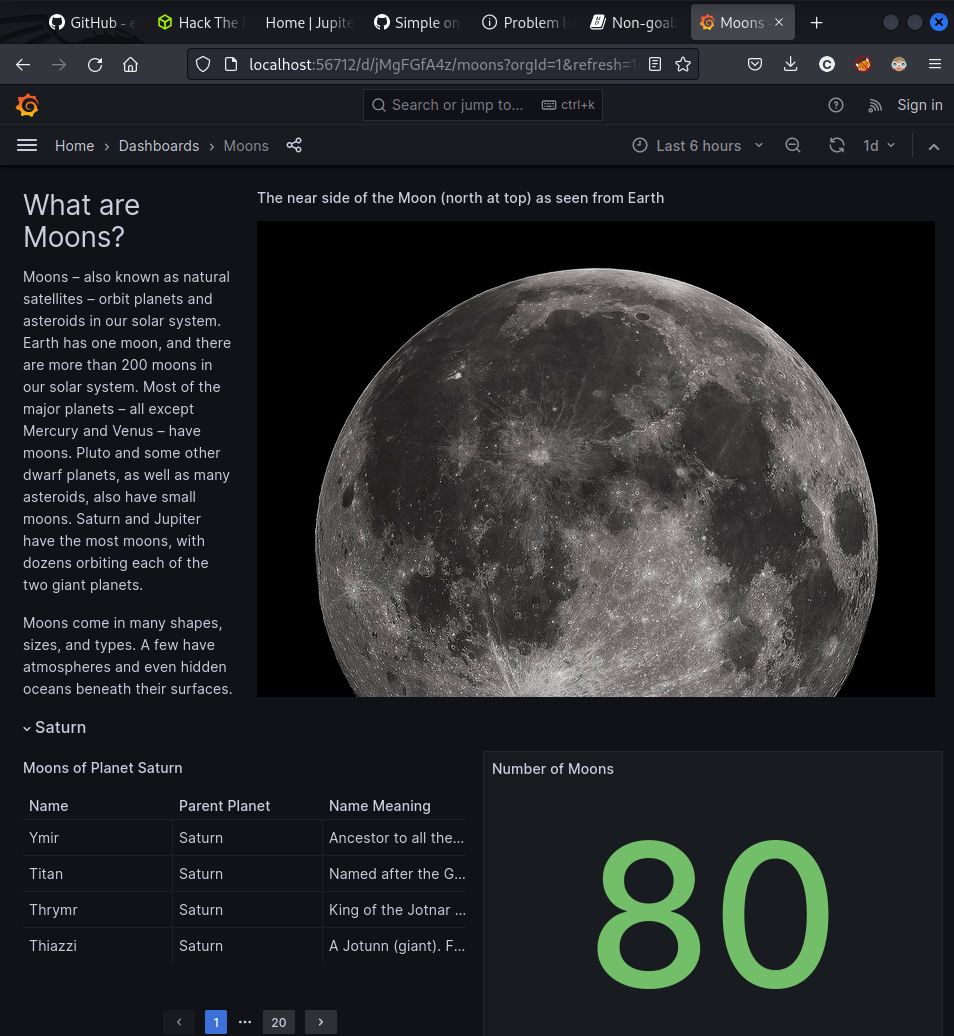 GitHub - e
Hack The
Home | Jupite
Simple on
Problem l
Non-goal
Moons
localhost:56712/d/jMgFGfA4z/moons?orgId=1&refresh=1
Search or jump to...
ctrl+k
Sign in
Home › Dashboards › Moons
Last 6 hours
1d
What are
Moons?
Moons – also known as natural
satellites – orbit planets and
asteroids in our solar system.
Earth has one moon, and there
are more than 200 moons in
our solar system. Most of the
major planets – all except
Mercury and Venus – have
moons. Pluto and some other
dwarf planets, as well as many
asteroids, also have small
moons. Saturn and Jupiter
have the most moons, with
dozens orbiting each of the
two giant planets.
Moons come in many shapes,
sizes, and types. A few have
atmospheres and even hidden
oceans beneath their surfaces.
The near side of the Moon (north at top) as seen from Earth
Saturn
Moons of Planet Saturn
Name Parent Planet Name Meaning
Ymir Saturn Ancestor to all the...
Titan Saturn Named after the G...
Thrymr Saturn King of the Jotnar ...
Thiazzi Saturn A Jotunn (giant). F...
1 ... 20
Number of Moons
80